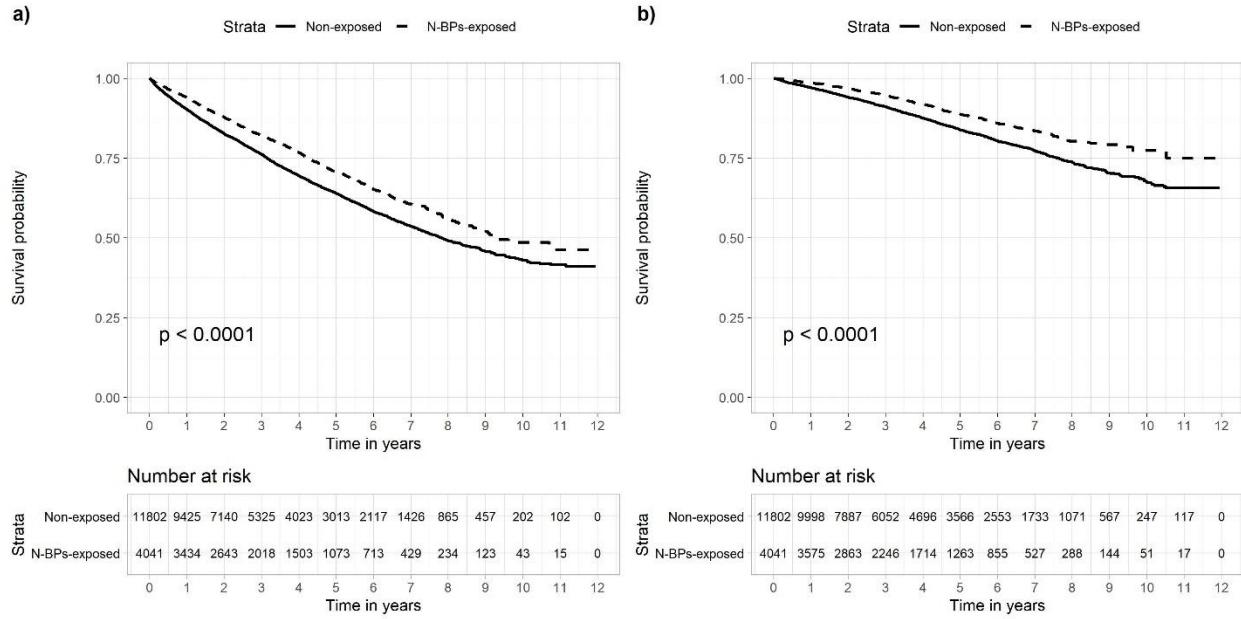 a)
Strata Non-exposed N-BPs-exposed
Survival probability
1.00
0.75
0.50
0.25
0.00
p < 0.0001
0 1 2 3 4 5 6 7 8 9 10 11 12
Time in years
Number at risk
Strata
Non-exposed 11802 9425 7140 5325 4023 3013 2117 1426 865 457 202 102 0
N-BPs-exposed 4041 3434 2643 2018 1503 1073 713 429 234 123 43 15 0
0 1 2 3 4 5 6 7 8 9 10 11 12
Time in years
b)
Strata Non-exposed N-BPs-exposed
Survival probability
1.00
0.75
0.50
0.25
0.00
p < 0.0001
0 1 2 3 4 5 6 7 8 9 10 11 12
Time in years
Number at risk
Strata
Non-exposed 11802 9998 7887 6052 4696 3566 2553 1733 1071 567 247 117 0
N-BPs-exposed 4041 3575 2863 2246 1714 1263 855 527 288 144 51 17 0
0 1 2 3 4 5 6 7 8 9 10 11 12
Time in years